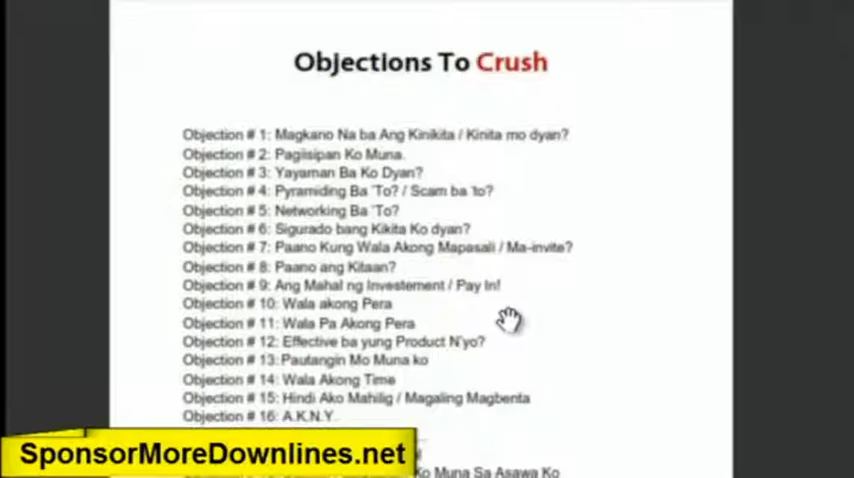 Objections To Crush
Objection # 1: Magkano Na ba Ang Kinikita / Kinita mo dyan?
Objection # 2: Pagiisipan Ko Muna.
Objection # 3: Yayaman Ba Ko Dyan?
Objection # 4: Pyramiding Ba 'To? / Scam ba 'to?
Objection # 5: Networking Ba 'To?
Objection # 6: Sigurado bang Kikita Ko dyan?
Objection # 7: Paano Kung Wala Akong Mapasali / Ma-invite?
Objection # 8: Paano ang Kitaan?
Objection # 9: Ang Mahal ng Investement / Pay In!
Objection # 10: Wala akong Pera
Objection # 11: Wala Pa Akong Pera
Objection # 12: Effective ba yung Product N'yo?
Objection # 13: Pautangin Mo Muna ko
Objection # 14: Wala Akong Time
Objection # 15: Hindi Ako Mahilig / Magaling Magbenta
Objection # 16: A.K.N.Y.
Ko Muna Sa Asawa Ko
SponsorMoreDownlines.net